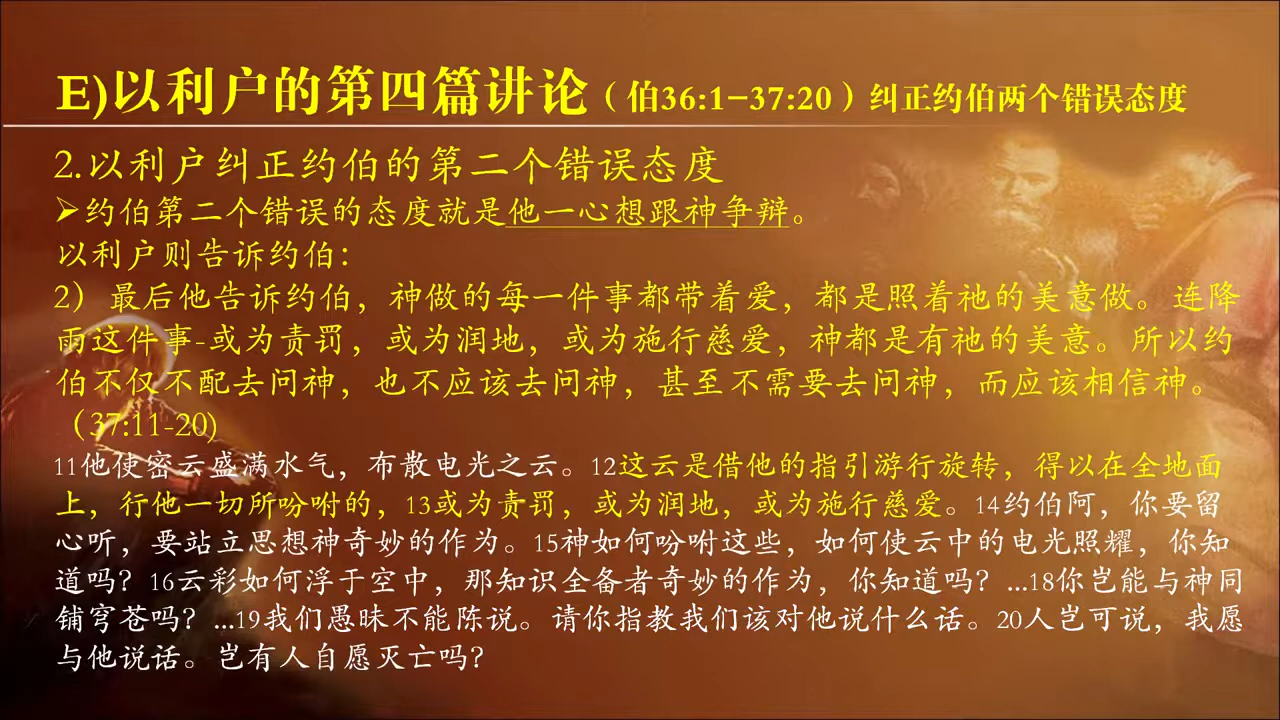 E)以利户的第四篇讲论（伯36:1-37:20）纠正约伯两个错误态度
2.以利户纠正约伯的第二个错误态度
➤约伯第二个错误的态度就是他一心想跟神争辩。
以利户则告诉约伯：
2）最后他告诉约伯，神做的每一件事都带着爱，都是照着祂的美意做。连降
雨这件事-或为责罚，或为润地，或为施行慈爱，神都是有祂的美意。所以约
伯不仅不配去问神，也不应该去问神，甚至不需要去问神，而应该相信神。
（37:11-20)
11他使密云盛满水气，布散电光之云。12这云是借他的指引游行旋转，得以在全地面
上，行他一切所吩咐的，13或为责罚，或为润地，或为施行慈爱。14约伯阿，你要留
心听，要站立思想神奇妙的作为。15神如何吩咐这些，如何使云中的电光照耀，你知
道吗？16云彩如何浮于空中，那知识全备者奇妙的作为，你知道吗？...18你岂能与神同
铺穹苍吗？...19我们愚昧不能陈说。请你指教我们该对他说什么话。20人岂可说，我愿
与他说话。岂有人自愿灭亡吗？